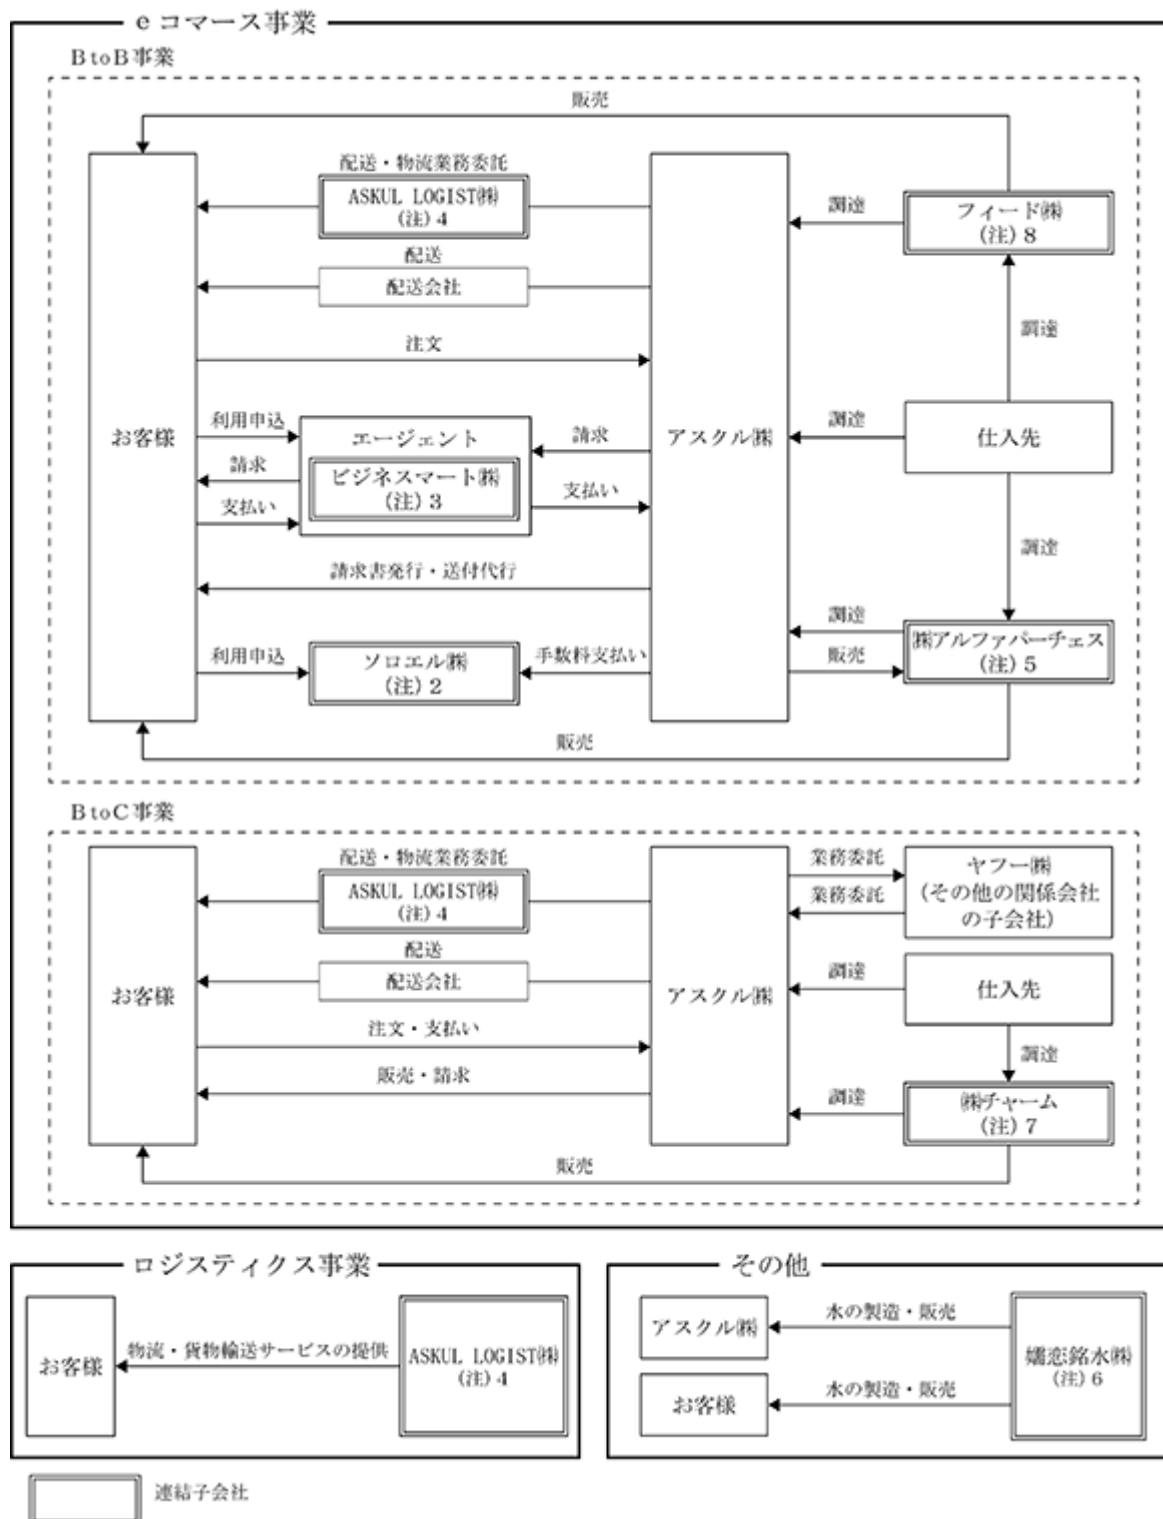 eコマース事業
BtoB事業
販売
配送・物流業務委託
ASKUL LOGIST㈱
(注) 4
調達
フィード㈱
(注) 8
配送
配送会社
調達
注文
お客様
利用申込
エージェント
請求
アスクル㈱
調達
仕入先
請求
ビジネスマート㈱
(注) 3
支払い
支払い
調達
請求書発行・送付代行
調達
㈱アルファパーチェス
(注) 5
利用申込
ソロエル㈱
(注) 2
手数料支払い
販売
販売
BtoC事業
配送・物流業務委託
ASKUL LOGIST㈱
(注) 4
業務委託
業務委託
ヤフー㈱
(その他の関係会社
の子会社)
配送
配送会社
調達
お客様
アスクル㈱
仕入先
注文・支払い
調達
販売・請求
調達
㈱チャーム
(注) 7
販売
ロジスティクス事業
お客様
物流・貨物輸送サービスの提供
ASKUL LOGIST㈱
(注) 4
その他
アスクル㈱
水の製造・販売
嬬恋銘水㈱
(注) 6
お客様
水の製造・販売
連結子会社